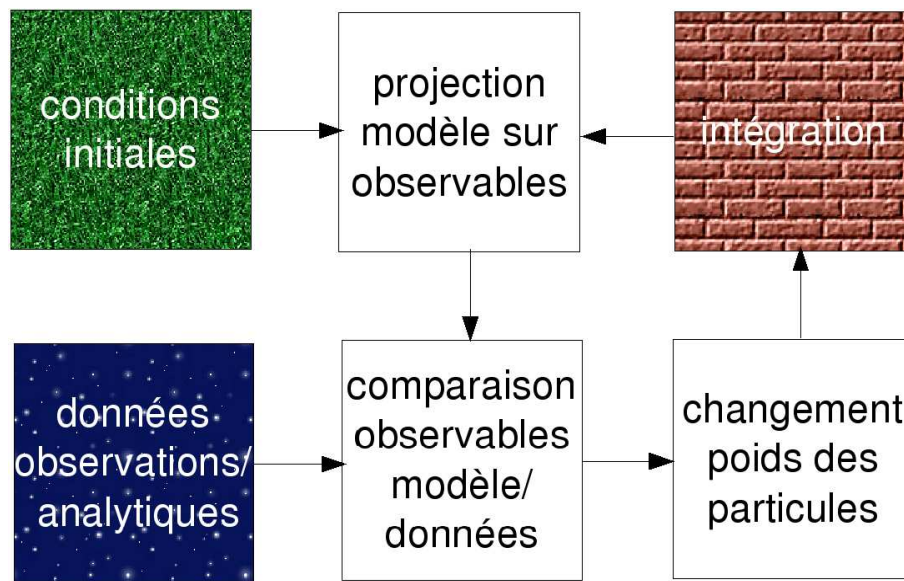 conditions
initiales
projection
modèle sur
observables
intégration
données
observations/
analytiques
comparaison
observables
modèle/
données
changement
poids des
particules